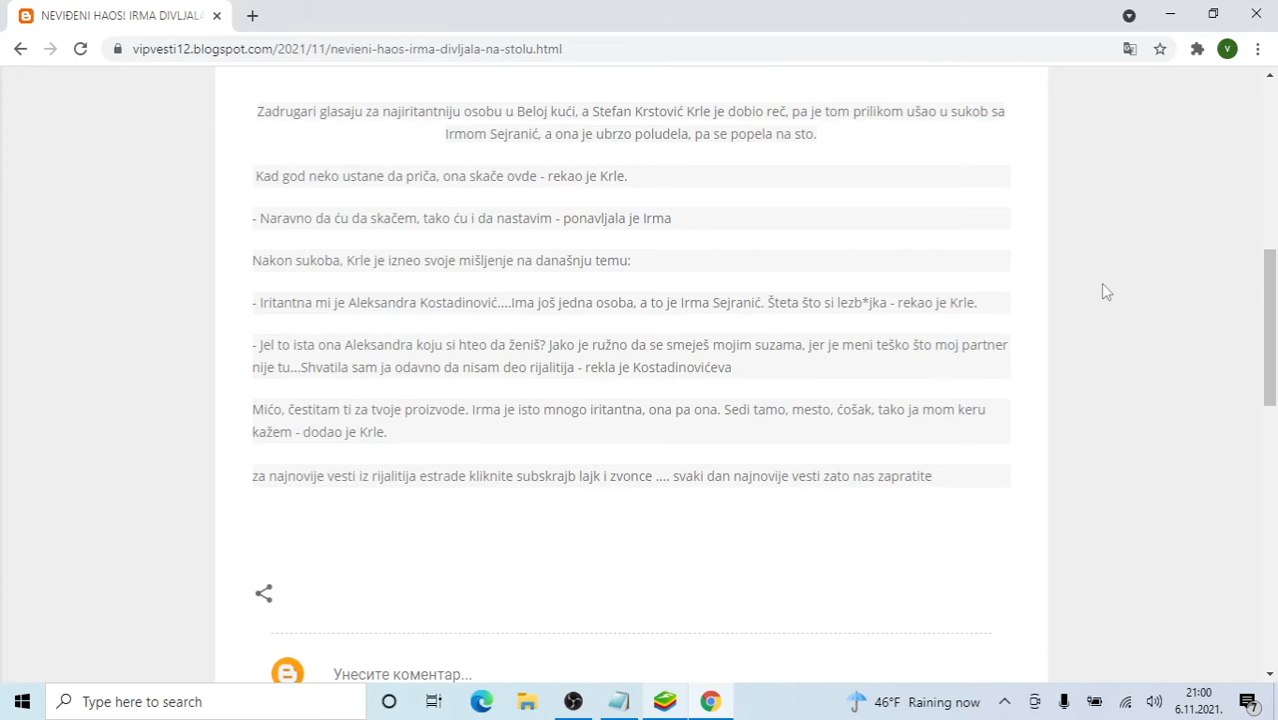 NEVIĐENI HAOS! IRMA DIVLJALA
vipvesti12.blogspot.com/2021/11/nevieni-haos-irma-divljala-na-stolu.html
V
Zadrugari glasaju za najiritantniju osobu u Beloj kući, a Stefan Krstović Krle je dobio reč, pa je tom prilikom ušao u sukob sa
Irmom Sejranić, a ona je ubrzo poludela, pa se popela na sto.
Kad god neko ustane da priča, ona skače ovde - rekao je Krle.
- Naravno da ću da skačem, tako ću i da nastavim - ponavljala je Irma
Nakon sukoba, Krle je izneo svoje mišljenje na današnju temu:
- Iritantna mi je Aleksandra Kostadinović....Ima još jedna osoba, a to je Irma Sejranić. Šteta što si lezb*jka - rekao je Krle.
- Jel to ista ona Aleksandra koju si hteo da ženiš? Jako je ružno da se smeješ mojim suzama, jer je meni teško što moj partner
nije tu...Shvatila sam ja odavno da nisam deo rijalitija - rekla je Kostadinovićeva
Mićo, čestitam ti za tvoje proizvode. Irma je isto mnogo iritantna, ona pa ona. Sedi tamo, mesto, ćošak, tako ja mom keru
kažem - dodao je Krle.
za najnovije vesti iz rijalitija estrade kliknite subskrajb lajk i zvonce .... svaki dan najnovije vesti zato nas zapratite
Унесите коментар...
Type here to search
46°F Raining now
21:00
6.11.2021.
7